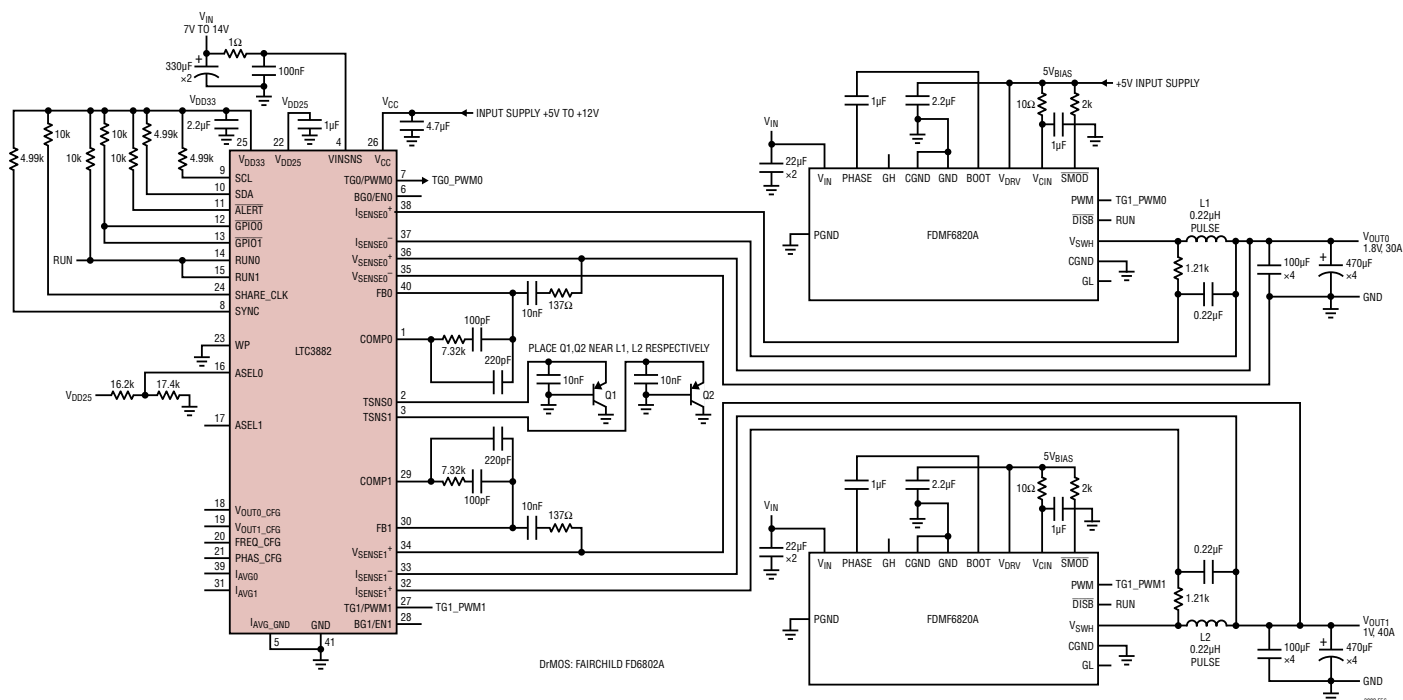 VIN
7V TO 14V
1Ω
330µF
×2
+
100nF
VDD33
2.2µF
VDD25
1µF
VCC
INPUT SUPPLY +5V TO +12V
4.7µF
4.99k
10k
10k
10k
10k
4.99k
4.99k
25
22
4
26
VDD33
VDD25
VINSNS
VCC
9
SCL
10
SDA
11
ALERT
12
GPIO0
13
GPIO1
RUN
14
RUN0
15
RUN1
24
SHARE_CLK
8
SYNC
23
WP
16
ASEL0
VDD25
16.2k
17.4k
17
ASEL1
18
VOUT0_CFG
19
VOUT1_CFG
20
FREQ_CFG
21
PHAS_CFG
39
IAVG0
31
IAVG1
LTC3882
IAVG_GND
GND
5
41
TG0/PWM0
7
TG0_PWM0
BG0/EN0
6
ISENSE0+
38
ISENSE0–
37
VSENSE0+
36
VSENSE0–
35
FB0
40
10nF
137Ω
COMP0
1
100pF
7.32k
220pF
PLACE Q1,Q2 NEAR L1, L2 RESPECTIVELY
10nF
Q1
10nF
Q2
TSNS0
2
TSNS1
3
220pF
COMP1
29
7.32k
100pF
10nF
137Ω
FB1
30
VSENSE1+
34
ISENSE1–
33
ISENSE1+
32
TG1/PWM1
27
TG1_PWM1
BG1/EN1
28
DrMOS: FAIRCHILD FD6802A
5VBIAS
+5V INPUT SUPPLY
1µF
2.2µF
10Ω
2k
1µF
VIN
22µF
×2
VIN
PHASE
GH
CGND
GND
BOOT
VDRV
VCIN
SMOD
PGND
FDMF6820A
PWM
TG1_PWM0
DISB
RUN
VSWH
CGND
GL
L1
0.22µH
PULSE
1.21k
0.22µF
100µF
×4
+
470µF
×4
VOUT0
1.8V, 30A
GND
5VBIAS
1µF
2.2µF
10Ω
2k
1µF
VIN
22µF
×2
VIN
PHASE
GH
CGND
GND
BOOT
VDRV
VCIN
SMOD
PGND
FDMF6820A
PWM
TG1_PWM1
DISB
RUN
VSWH
CGND
GL
0.22µF
1.21k
L2
0.22µH
PULSE
100µF
×4
+
470µF
×4
VOUT1
1V, 40A
GND